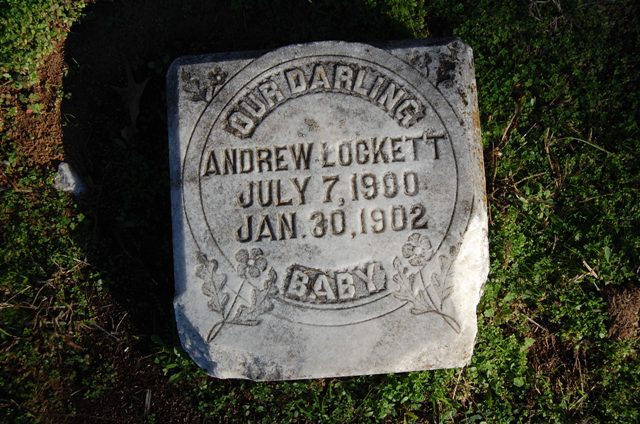 OUR DARLING
ANDREW LOCKETT
JULY 7, 1900
JAN. 30, 1902
BABY